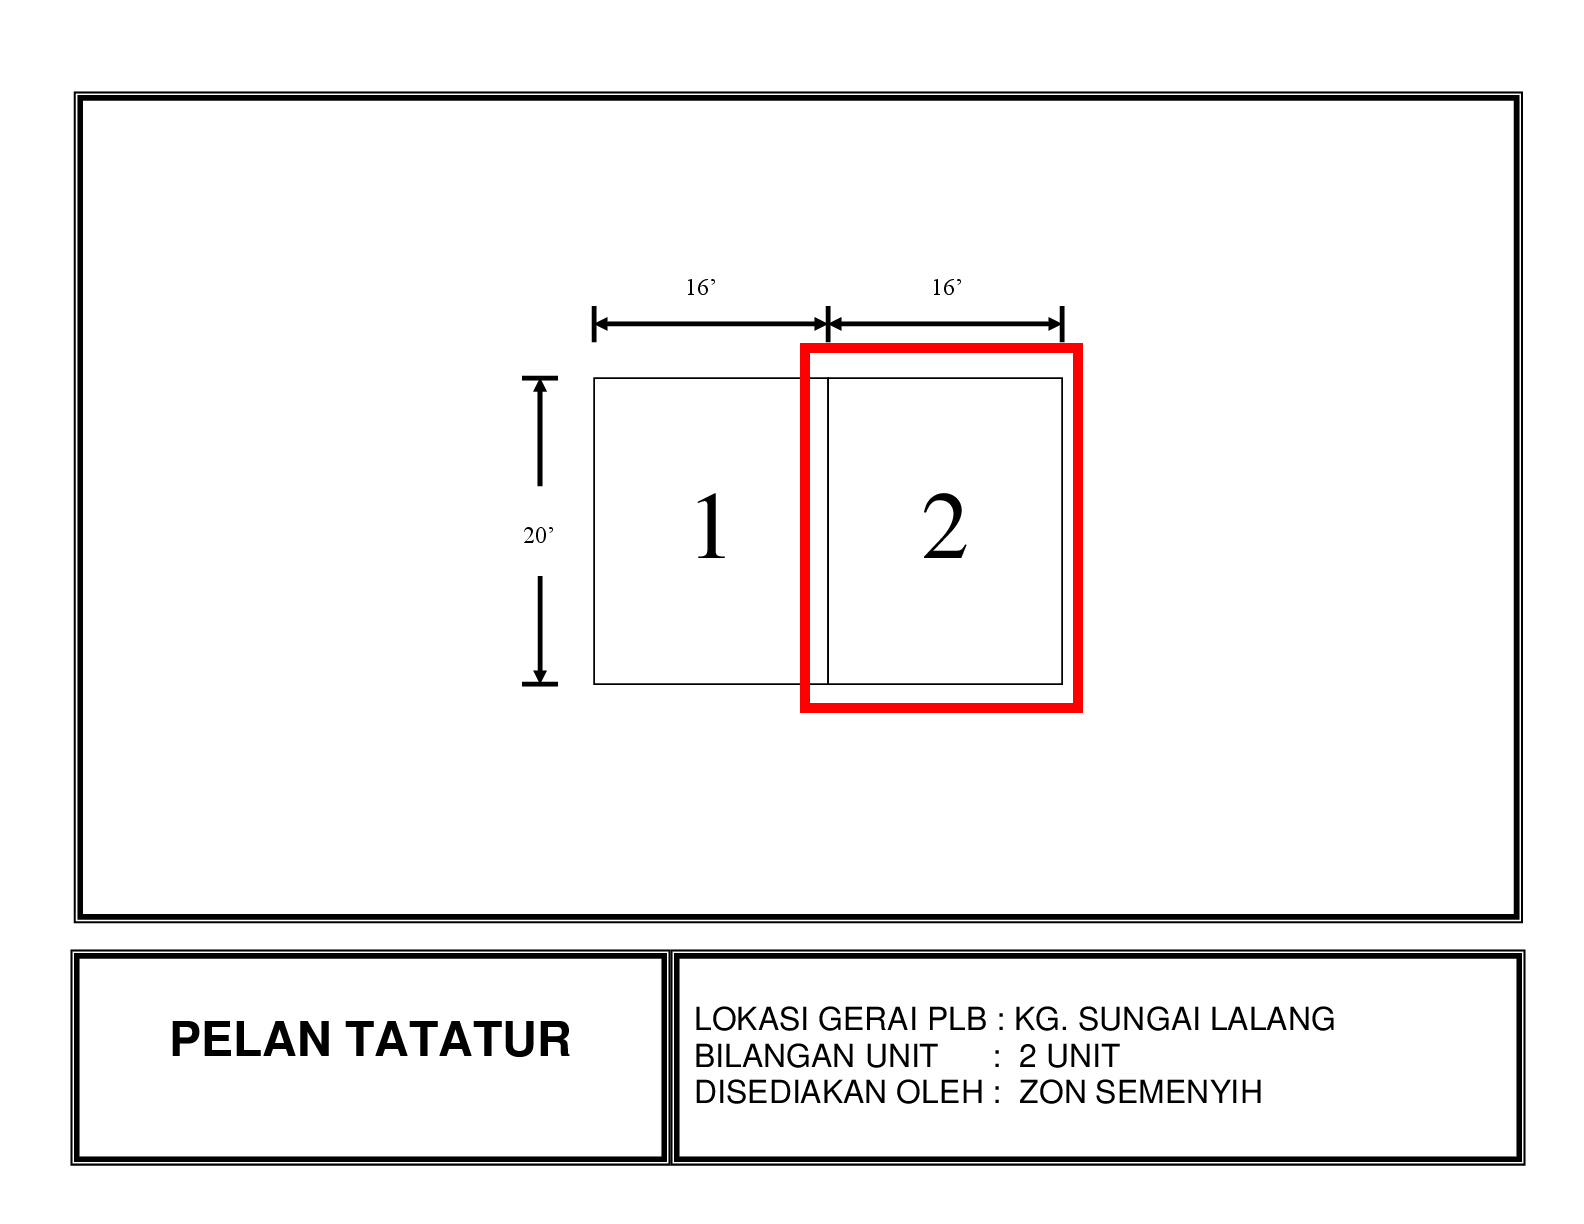 16’ 16’
20’
1 2
PELAN TATATUR
LOKASI GERAI PLB : KG. SUNGAI LALANG
BILANGAN UNIT : 2 UNIT
DISEDIAKAN OLEH : ZON SEMENYIH